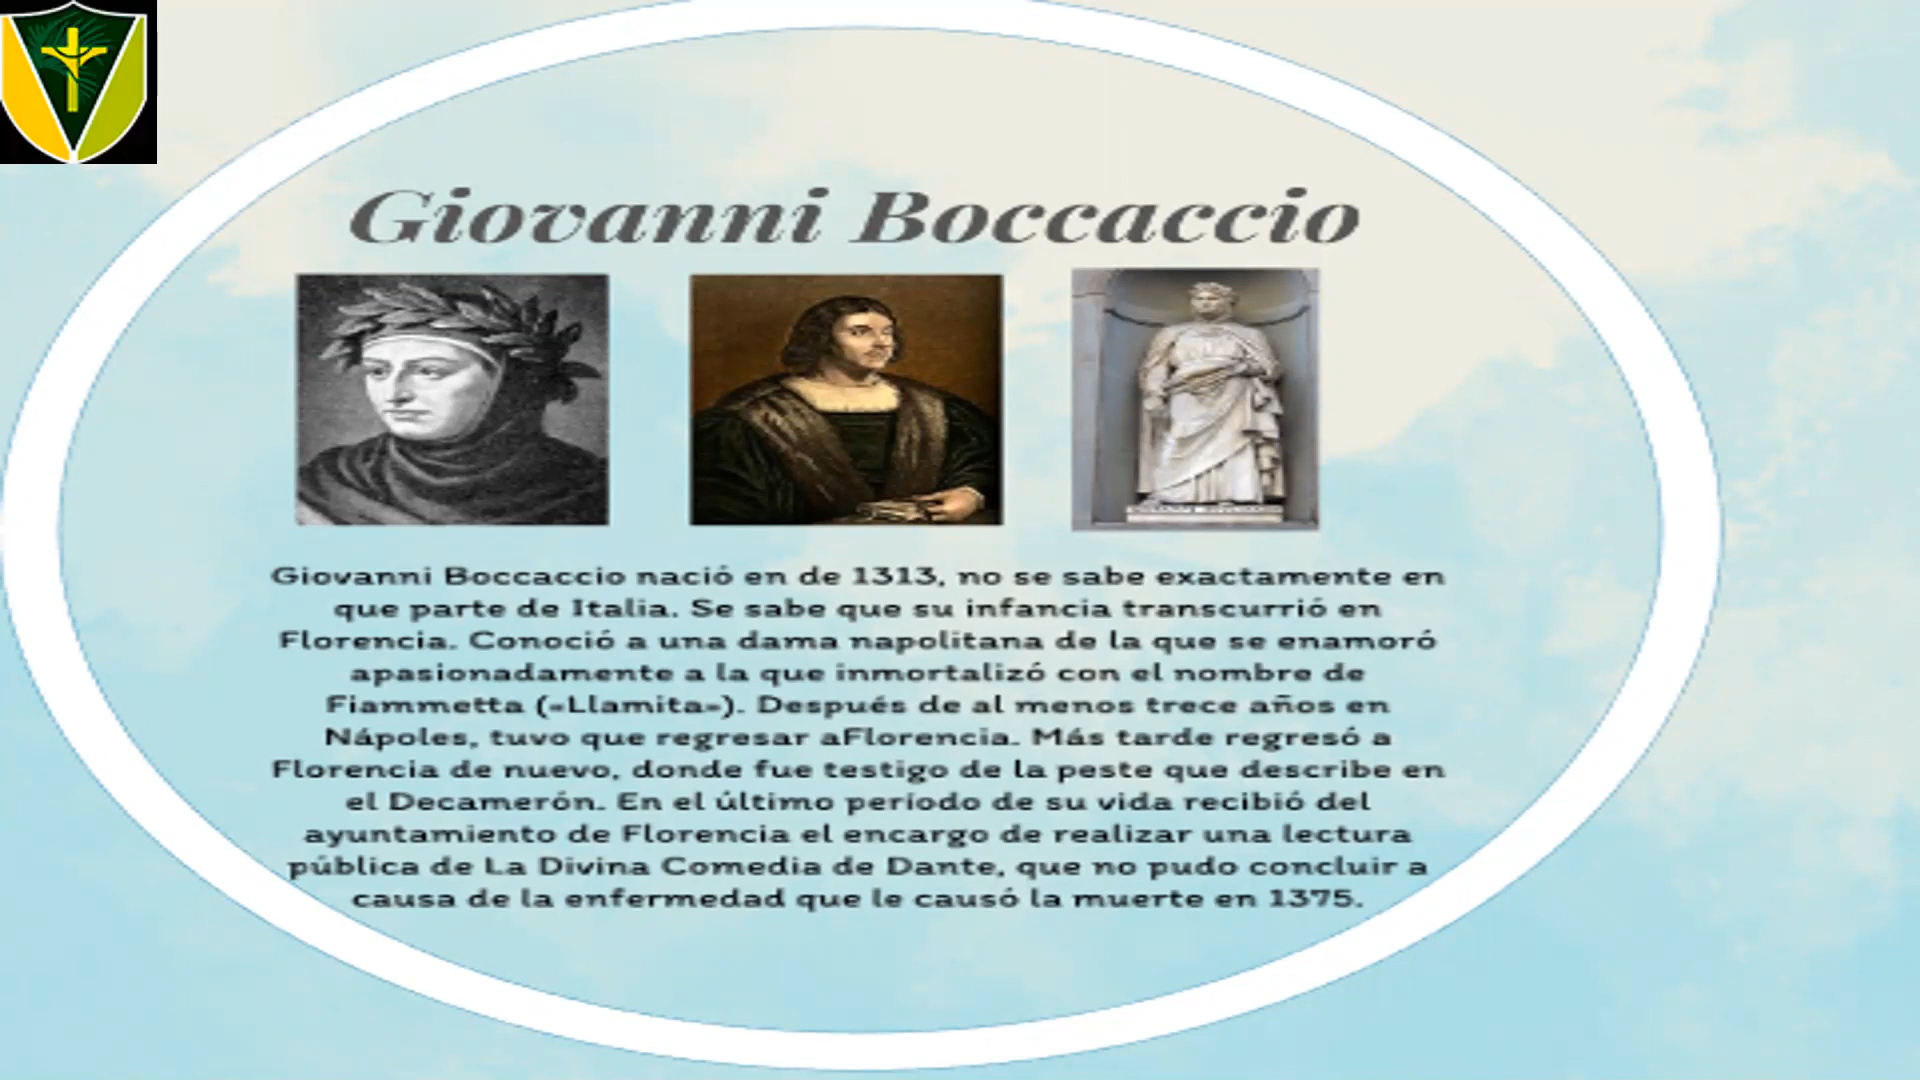 Giovanni Boccaccio
Giovanni Boccaccio nació en de 1313, no se sabe exactamente en
que parte de Italia. Se sabe que su infancia transcurrió en
Florencia. Conoció a una dama napolitana de la que se enamoró
apasionadamente a la que inmortalizó con el nombre de
Fiammetta («Llamita»). Después de al menos trece años en
Nápoles, tuvo que regresar aFlorencia. Más tarde regresó a
Florencia de nuevo, donde fue testigo de la peste que describe en
el Decamerón. En el último período de su vida recibió del
ayuntamiento de Florencia el encargo de realizar una lectura
pública de La Divina Comedia de Dante, que no pudo concluir a
causa de la enfermedad que le causó la muerte en 1375.